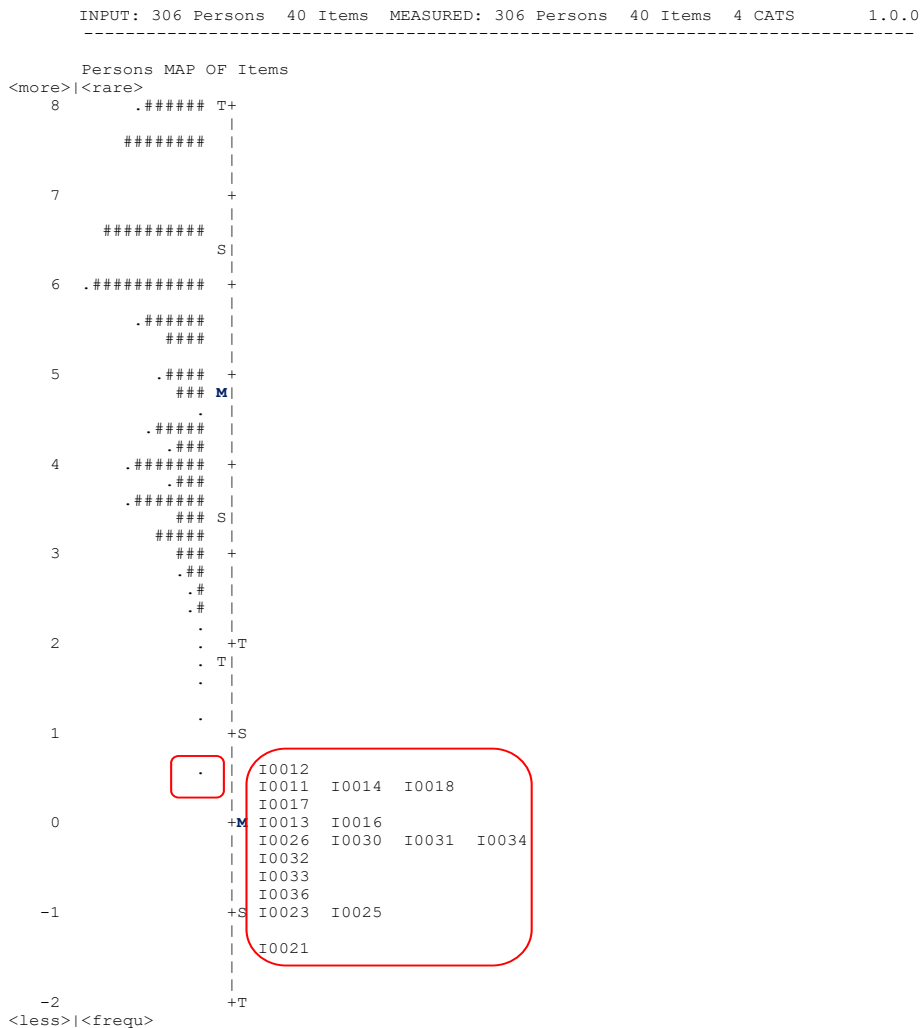 INPUT: 306 Persons  40 Items  MEASURED: 306 Persons  40 Items  4 CATS       1.0.0
--------------------------------------------------------------------------------
Persons MAP OF Items
<more>|<rare>
8       .###### T+
|
######## |
|
|
7 +
|
########## |
S|
|
6 .########### +
|
.###### |
#### |
|
5 .#### +
### M|
. |
.##### |
.### |
4 .####### +
.### |
.####### |
### S|
##### |
3 ### +
.## |
.# |
.# |
. |
2 . +T
. T|
. |
|
. |
1 +S
|
. | I0012
| I0011 I0014 I0018
| I0017
0 +M I0013 I0016
| I0026 I0030 I0031 I0034
| I0032
| I0033
| I0036
-1 +S I0023 I0025
|
| I0021
|
|
-2 +T
<less>|<frequ>